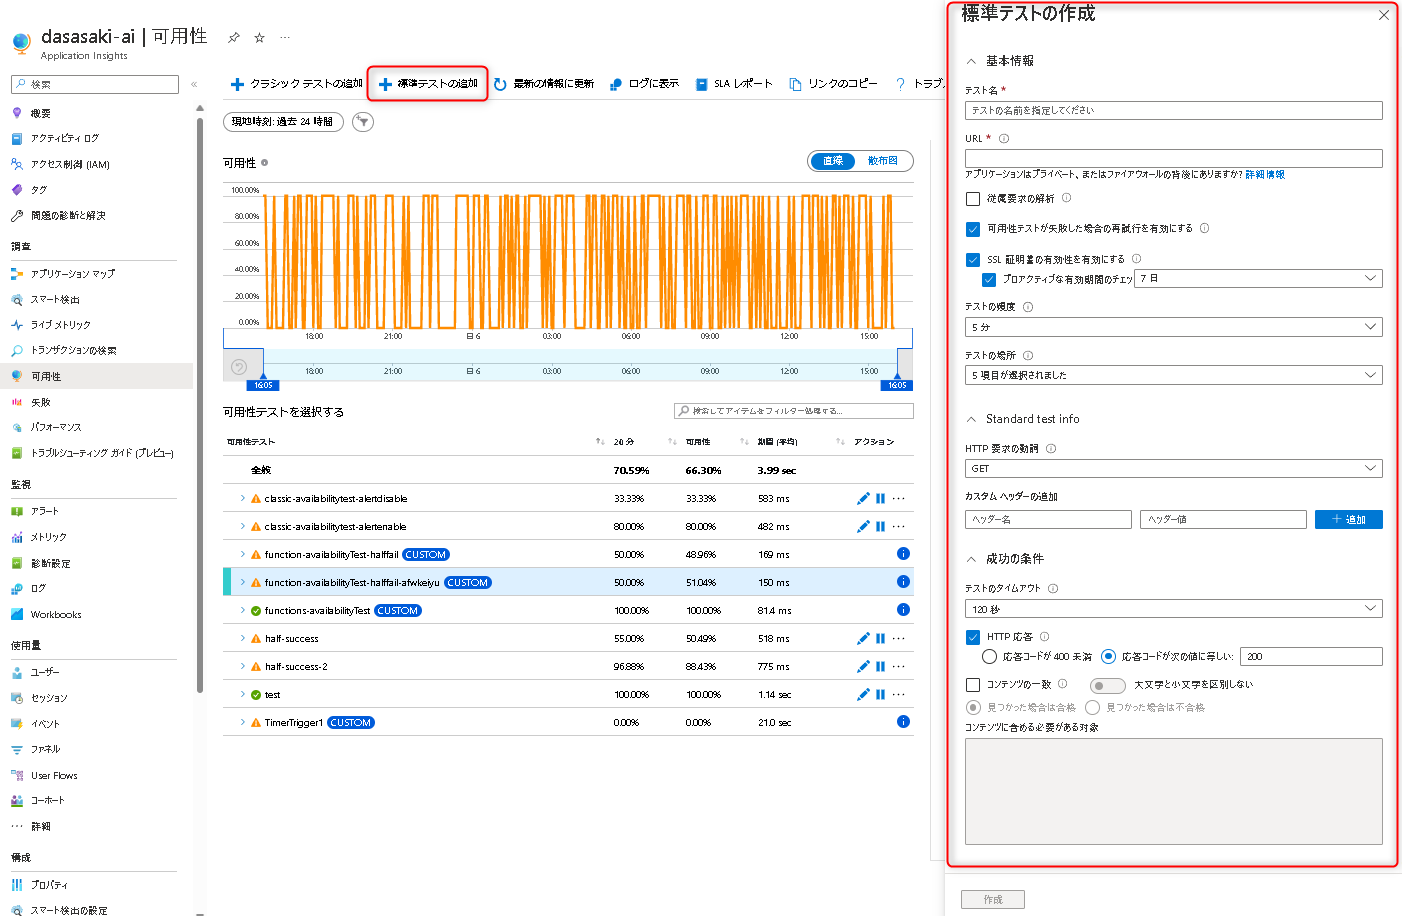 dasasaki-ai | 可用性
Application Insights
検索
概要
アクティビティ ログ
アクセス制御 (IAM)
タグ
問題の診断と解決
調査
アプリケーション マップ
スマート検出
ライブ メトリック
トランザクションの検索
可用性
失敗
パフォーマンス
トラブルシューティング ガイド (プレビュー)
監視
アラート
メトリック
診断設定
ログ
Workbooks
使用量
ユーザー
セッション
イベント
ファネル
User Flows
コーホート
詳細
構成
プロパティ
スマート検出の設定
クラシック テストの追加
標準テストの追加
最新の情報に更新
ログに表示
SLA レポート
リンクのコピー
トラブ
現地時刻: 過去 24 時間
可用性
直線
散布図
100.00%
80.00%
60.00%
40.00%
20.00%
0.00%
18:00 21:00 日 6 03:00 06:00 09:00 12:00 15:00
18:00 21:00 日 6 03:00 06:00 09:00 12:00 15:00
16:05 16:05
可用性テストを選択する
検索してアイテムをフィルター処理する...
可用性テスト 20 分 可用性 期間 (平均) アクション
全般 70.59% 66.30% 3.99 sec
classic-availabilitytest-alertdisable 33.33% 33.33% 583 ms
classic-availabilitytest-alertenable 80.00% 80.00% 482 ms
function-availabilityTest-halffail CUSTOM 50.00% 48.96% 169 ms
function-availabilityTest-halffail-afwkeiyu CUSTOM 50.00% 51.04% 150 ms
functions-availabilityTest CUSTOM 100.00% 100.00% 81.4 ms
half-success 55.00% 50.49% 518 ms
half-success-2 96.88% 88.43% 775 ms
test 100.00% 100.00% 1.14 sec
TimerTrigger1 CUSTOM 0.00% 0.00% 21.0 sec
標準テストの作成
基本情報
テスト名 *
テストの名前を指定してください
URL *
アプリケーションはプライベート、またはファイアウォールの背後にありますか? 詳細情報
従属要求の解析
可用性テストが失敗した場合の再試行を有効にする
SSL 証明書の有効性を有効にする
プロアクティブな有効期間のチェッ 7 日
テストの頻度
5 分
テストの場所
5 項目が選択されました
Standard test info
HTTP 要求の動詞
GET
カスタム ヘッダーの追加
ヘッダー名 ヘッダー値 追加
成功の条件
テストのタイムアウト
120 秒
HTTP 応答
応答コードが 400 未満 応答コードが次の値に等しい: 200
コンテンツの一致 大文字と小文字を区別しない
見つかった場合は合格 見つかった場合は不合格
コンテンツに含める必要がある対象
作成